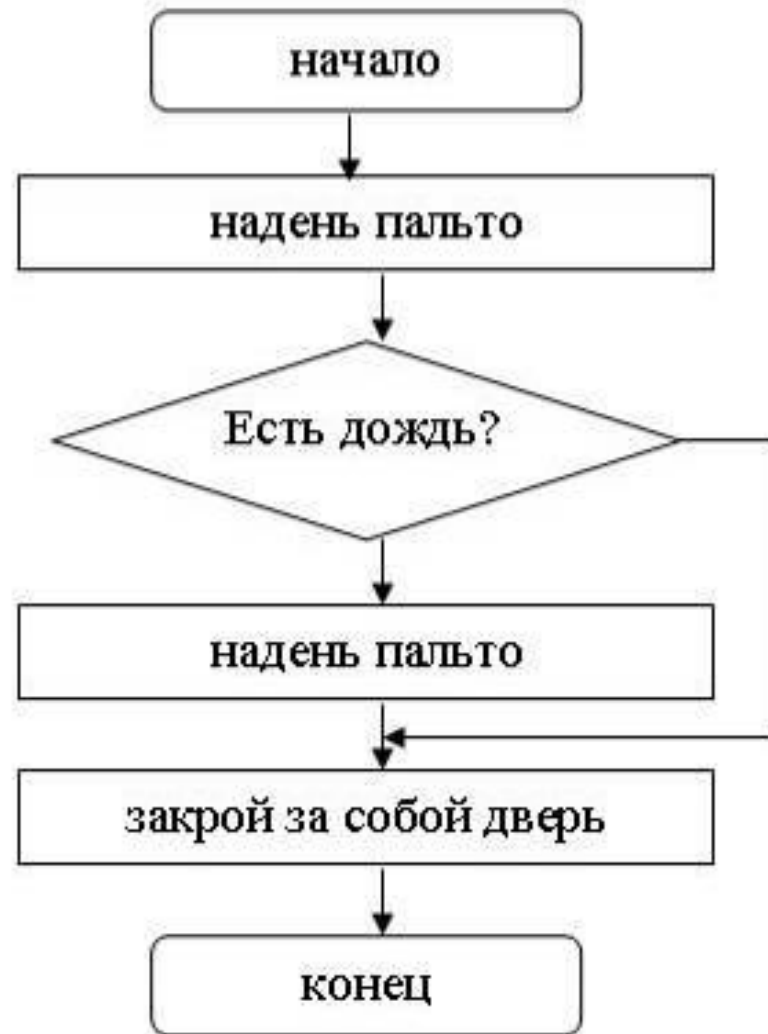 начало
надень пальто
Есть дождь?
надень пальто
закрой за собой дверь
конец